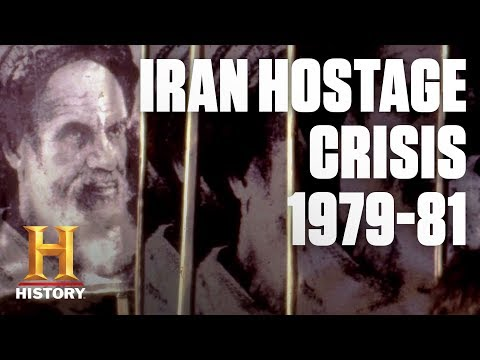 IRAN HOSTAGE
CRISIS
1979-81
H
HISTORY